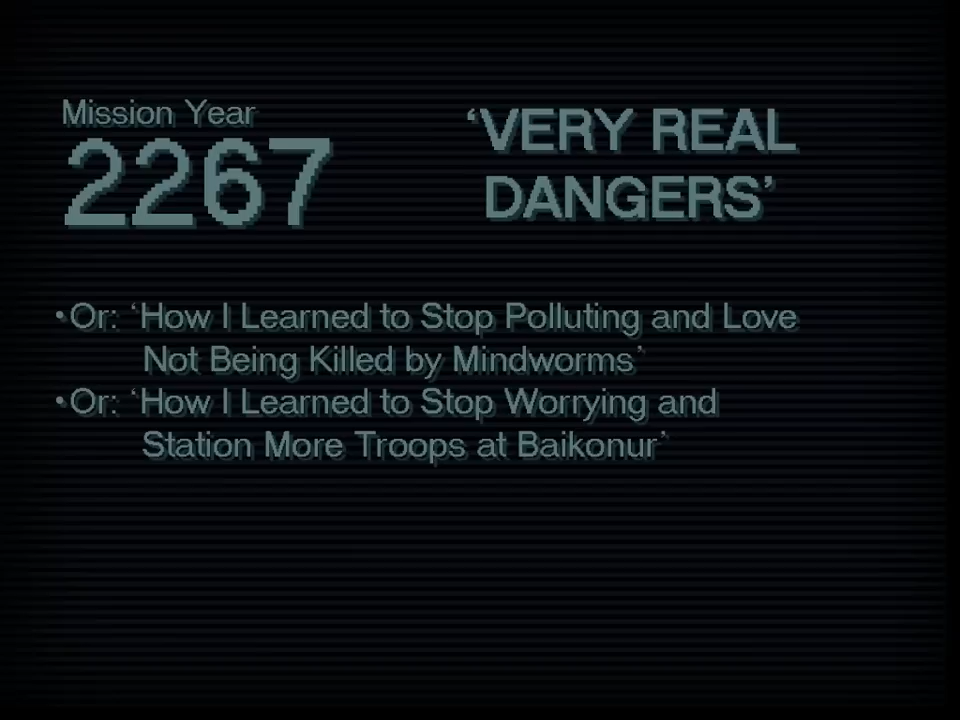 Mission Year
2267
‘VERY REAL
DANGERS’
•Or: ‘How I Learned to Stop Polluting and Love
Not Being Killed by Mindworms’
•Or: ‘How I Learned to Stop Worrying and
Station More Troops at Baikonur’